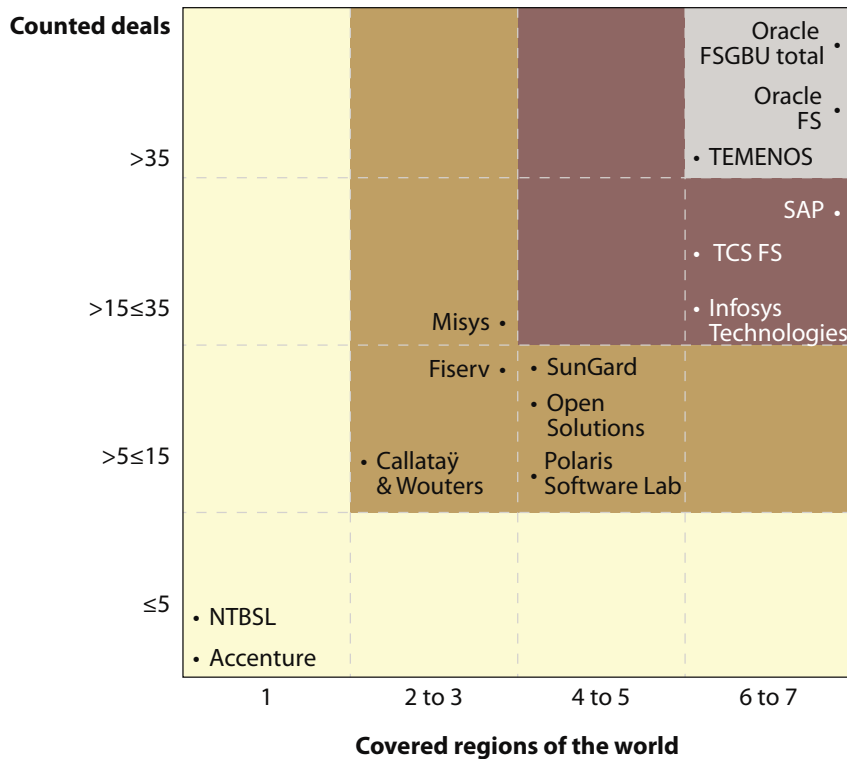 Counted deals
Oracle
FSGBU total
Oracle
FS
>35
TEMENOS
SAP
TCS FS
>15≤35
Infosys
Technologies
Misys
Fiserv
SunGard
Open
Solutions
>5≤15
Callataÿ
& Wouters
Polaris
Software Lab
≤5
NTBSL
Accenture
1
2 to 3
4 to 5
6 to 7
Covered regions of the world